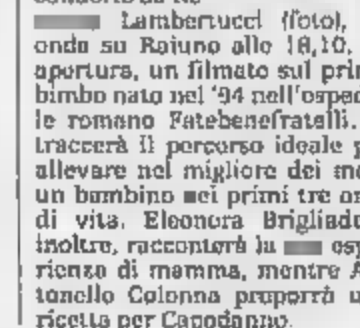 Lambertucci (foto),
onda su Raiuno alle 18,10.
apertura, un filmato sul pri
bimbo nato nel '94 nell'osped
le romano Fatebenefratelli.
traccerà il percorso ideale p
allevare nel migliore dei mo
un bambino nei primi tre an
di vita. Eleonora Brigliado
inoltre, racconterà la esp
rienza di mamma, mentre A
tonello Colonna proporrà u
ricetta per Capodanno.